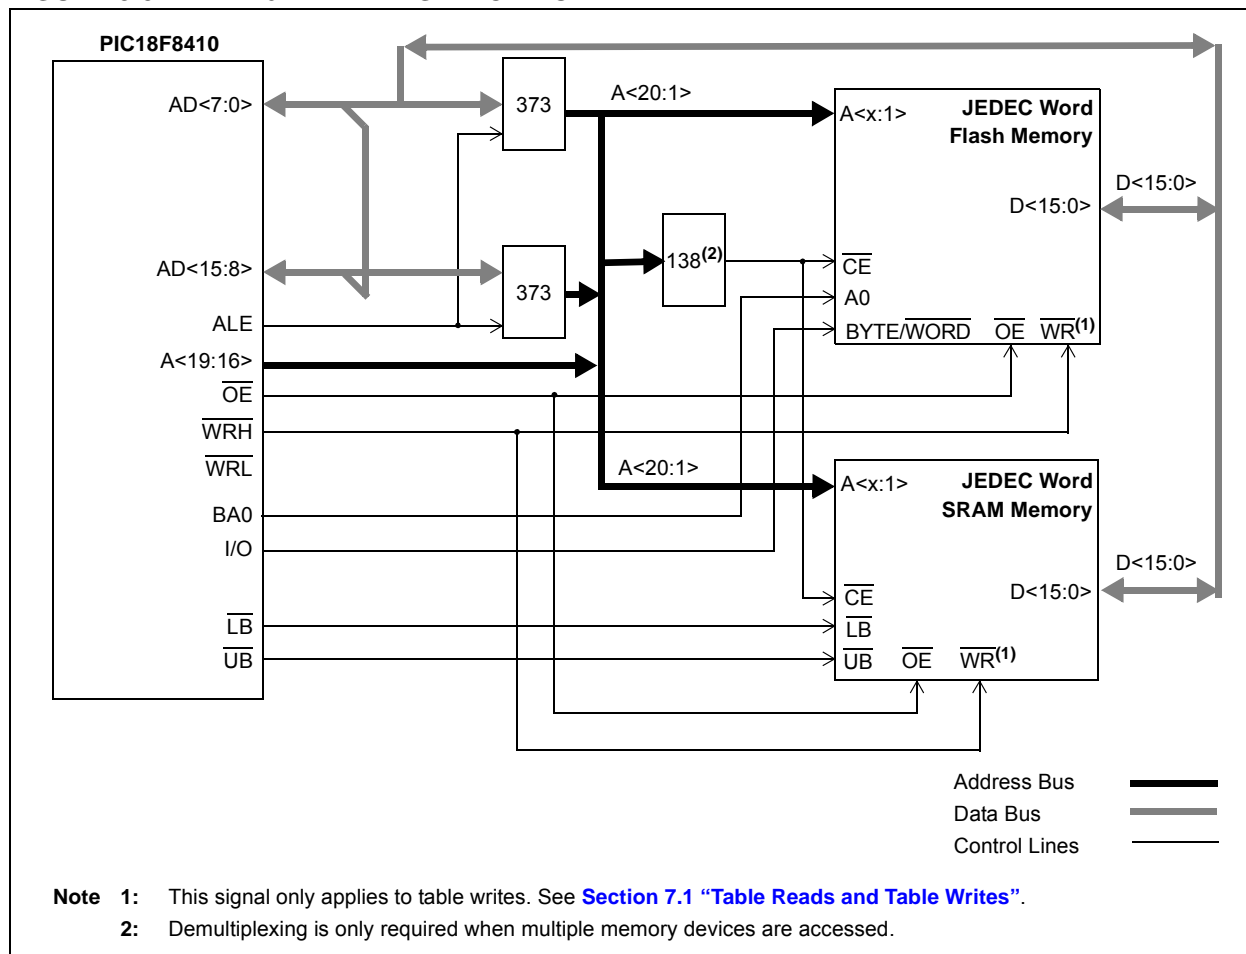 PIC18F8410
AD<7:0>
AD<15:8>
ALE
A<19:16>
OE
WRH
WRL
BA0
I/O
LB
UB
373
373
A<20:1>
138(2)
A<20:1>
A<x:1>
JEDEC Word
Flash Memory
D<15:0>
CE
A0
BYTE/WORD OE WR(1)
D<15:0>
A<x:1>
JEDEC Word
SRAM Memory
D<15:0>
CE
LB
UB OE WR(1)
D<15:0>
Address Bus
Data Bus
Control Lines
Note 1: This signal only applies to table writes. See Section 7.1 “Table Reads and Table Writes”.
2: Demultiplexing is only required when multiple memory devices are accessed.